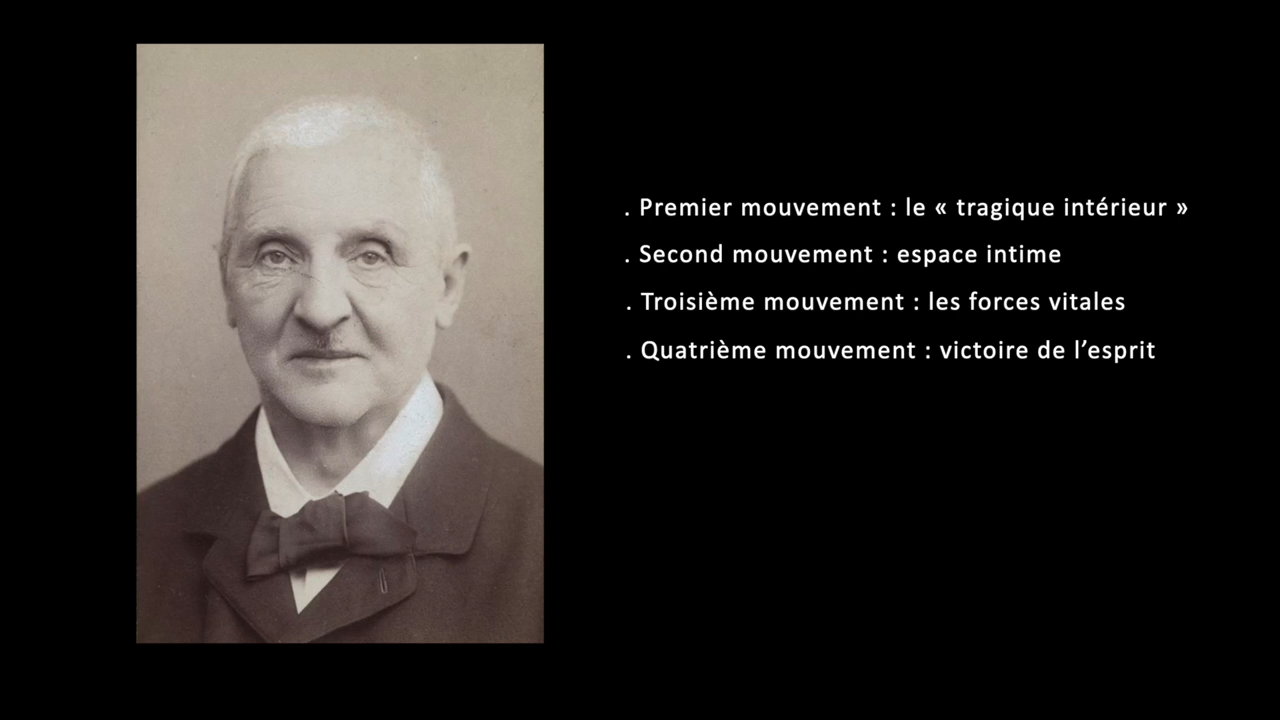 . Premier mouvement : le « tragique intérieur »
. Second mouvement : espace intime
. Troisième mouvement : les forces vitales
. Quatrième mouvement : victoire de l’esprit